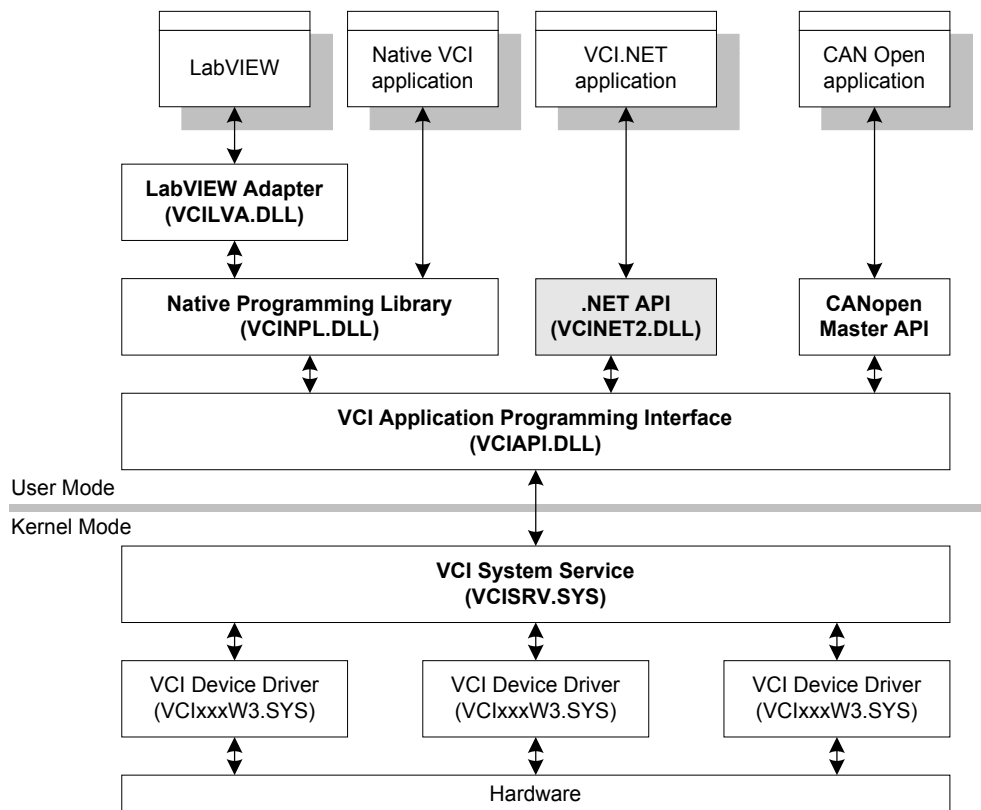 LabVIEW
Native VCI
application
VCI.NET
application
CAN Open
application
LabVIEW Adapter
(VCILVA.DLL)
Native Programming Library
(VCINPL.DLL)
.NET API
(VCINET2.DLL)
CANopen
Master API
VCI Application Programming Interface
(VCIAPI.DLL)
User Mode
Kernel Mode
VCI System Service
(VCISRV.SYS)
VCI Device Driver
(VCIxxxW3.SYS)
VCI Device Driver
(VCIxxxW3.SYS)
VCI Device Driver
(VCIxxxW3.SYS)
Hardware